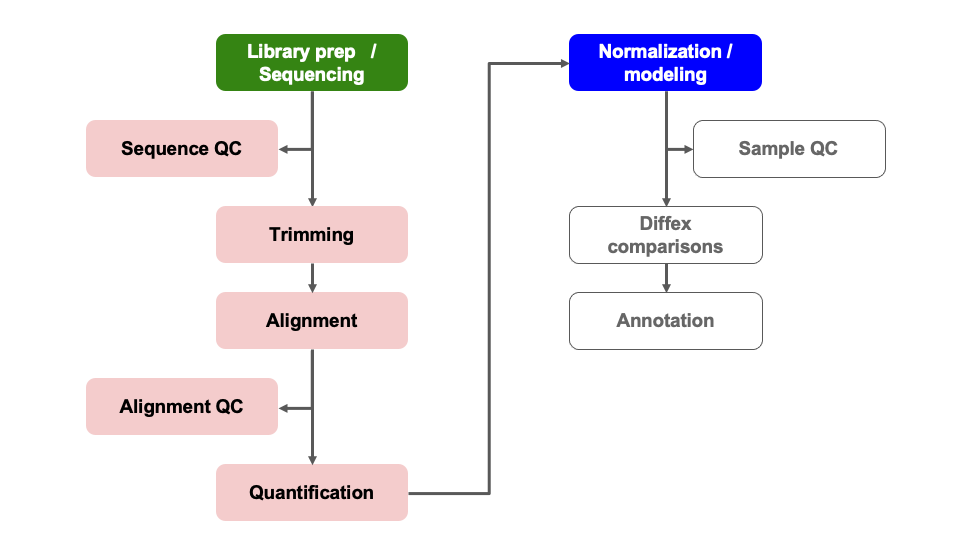 Library prep /
Sequencing
Sequence QC
Trimming
Alignment
Alignment QC
Quantification
Normalization /
modeling
Sample QC
Diffex
comparisons
Annotation